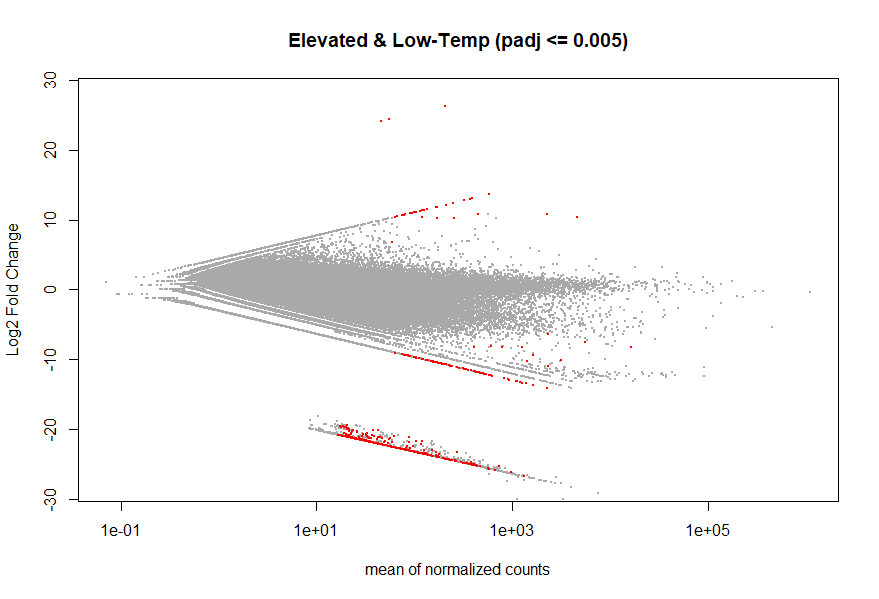 Elevated & Low-Temp (padj <= 0.005)
Log2 Fold Change
30
20
10
0
-10
-20
-30
1e-01
1e+01
1e+03
1e+05
mean of normalized counts